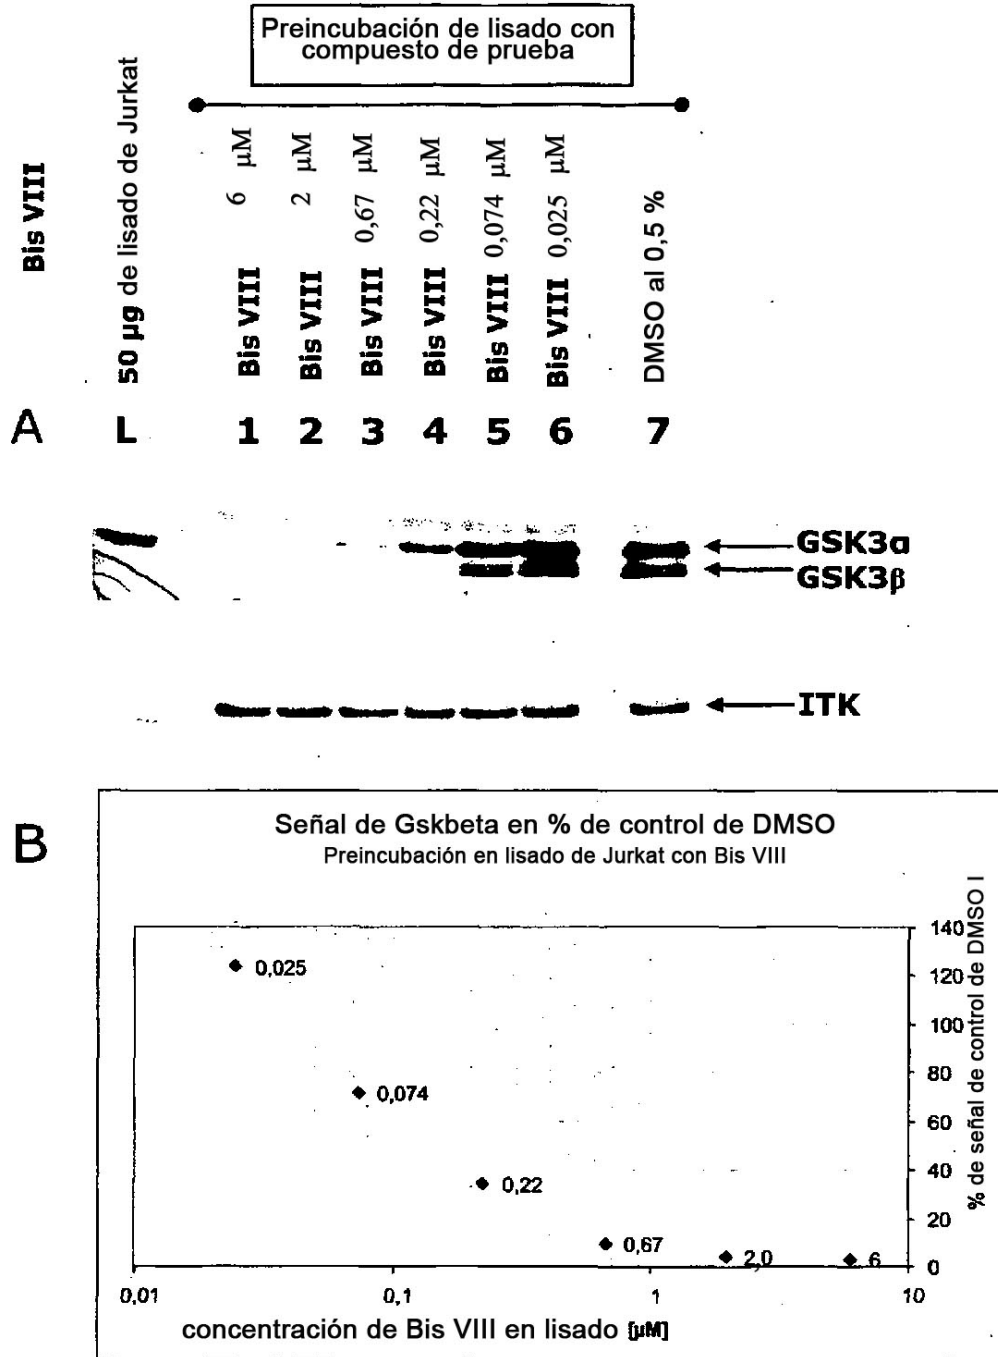 Preincubación de lisado con
compuesto de prueba
Bis VIII
50 µg de lisado de Jurkat
Bis VIII 6 µM
Bis VIII 2 µM
Bis VIII 0,67 µM
Bis VIII 0,22 µM
Bis VIII 0,074 µM
Bis VIII 0,025 µM
DMSO al 0,5 %
A L 1 2 3 4 5 6 7
GSK3α
GSK3β
ITK
B
Señal de Gskbeta en % de control de DMSO
Preincubación en lisado de Jurkat con Bis VIII
% de señal de control de DMSO I
140
120
100
80
60
40
20
0
0,025
0,074
0,22
0,67
2,0
6
0,01 0,1 1 10
concentración de Bis VIII en lisado [µM]